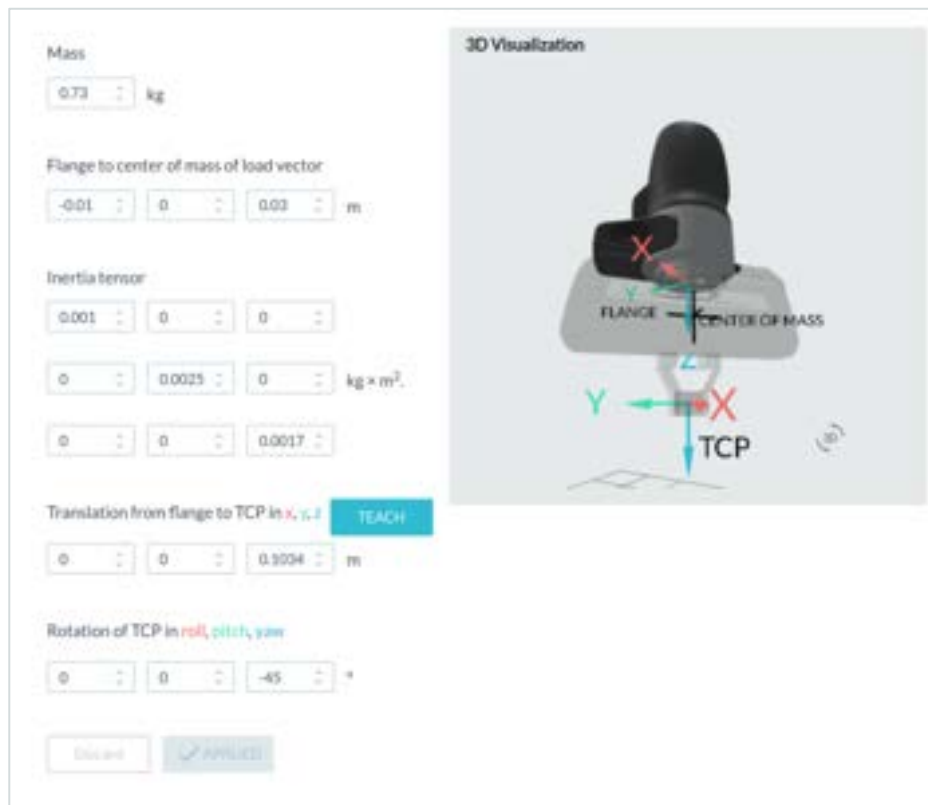 Mass
0.73 kg
Flange to center of mass of load vector
-0.01 0 0.03 m
Inertia tensor
0.001 0 0
0 0.0025 0 kg × m².
0 0 0.0017
Translation from flange to TCP in x, y, z TEACH
0 0 0.1034 m
Rotation of TCP in roll, pitch, yaw
0 0 -45 °
Discard APPLIED
3D Visualization
X
Y
FLANGE CENTER OF MASS
Z
Y X
TCP